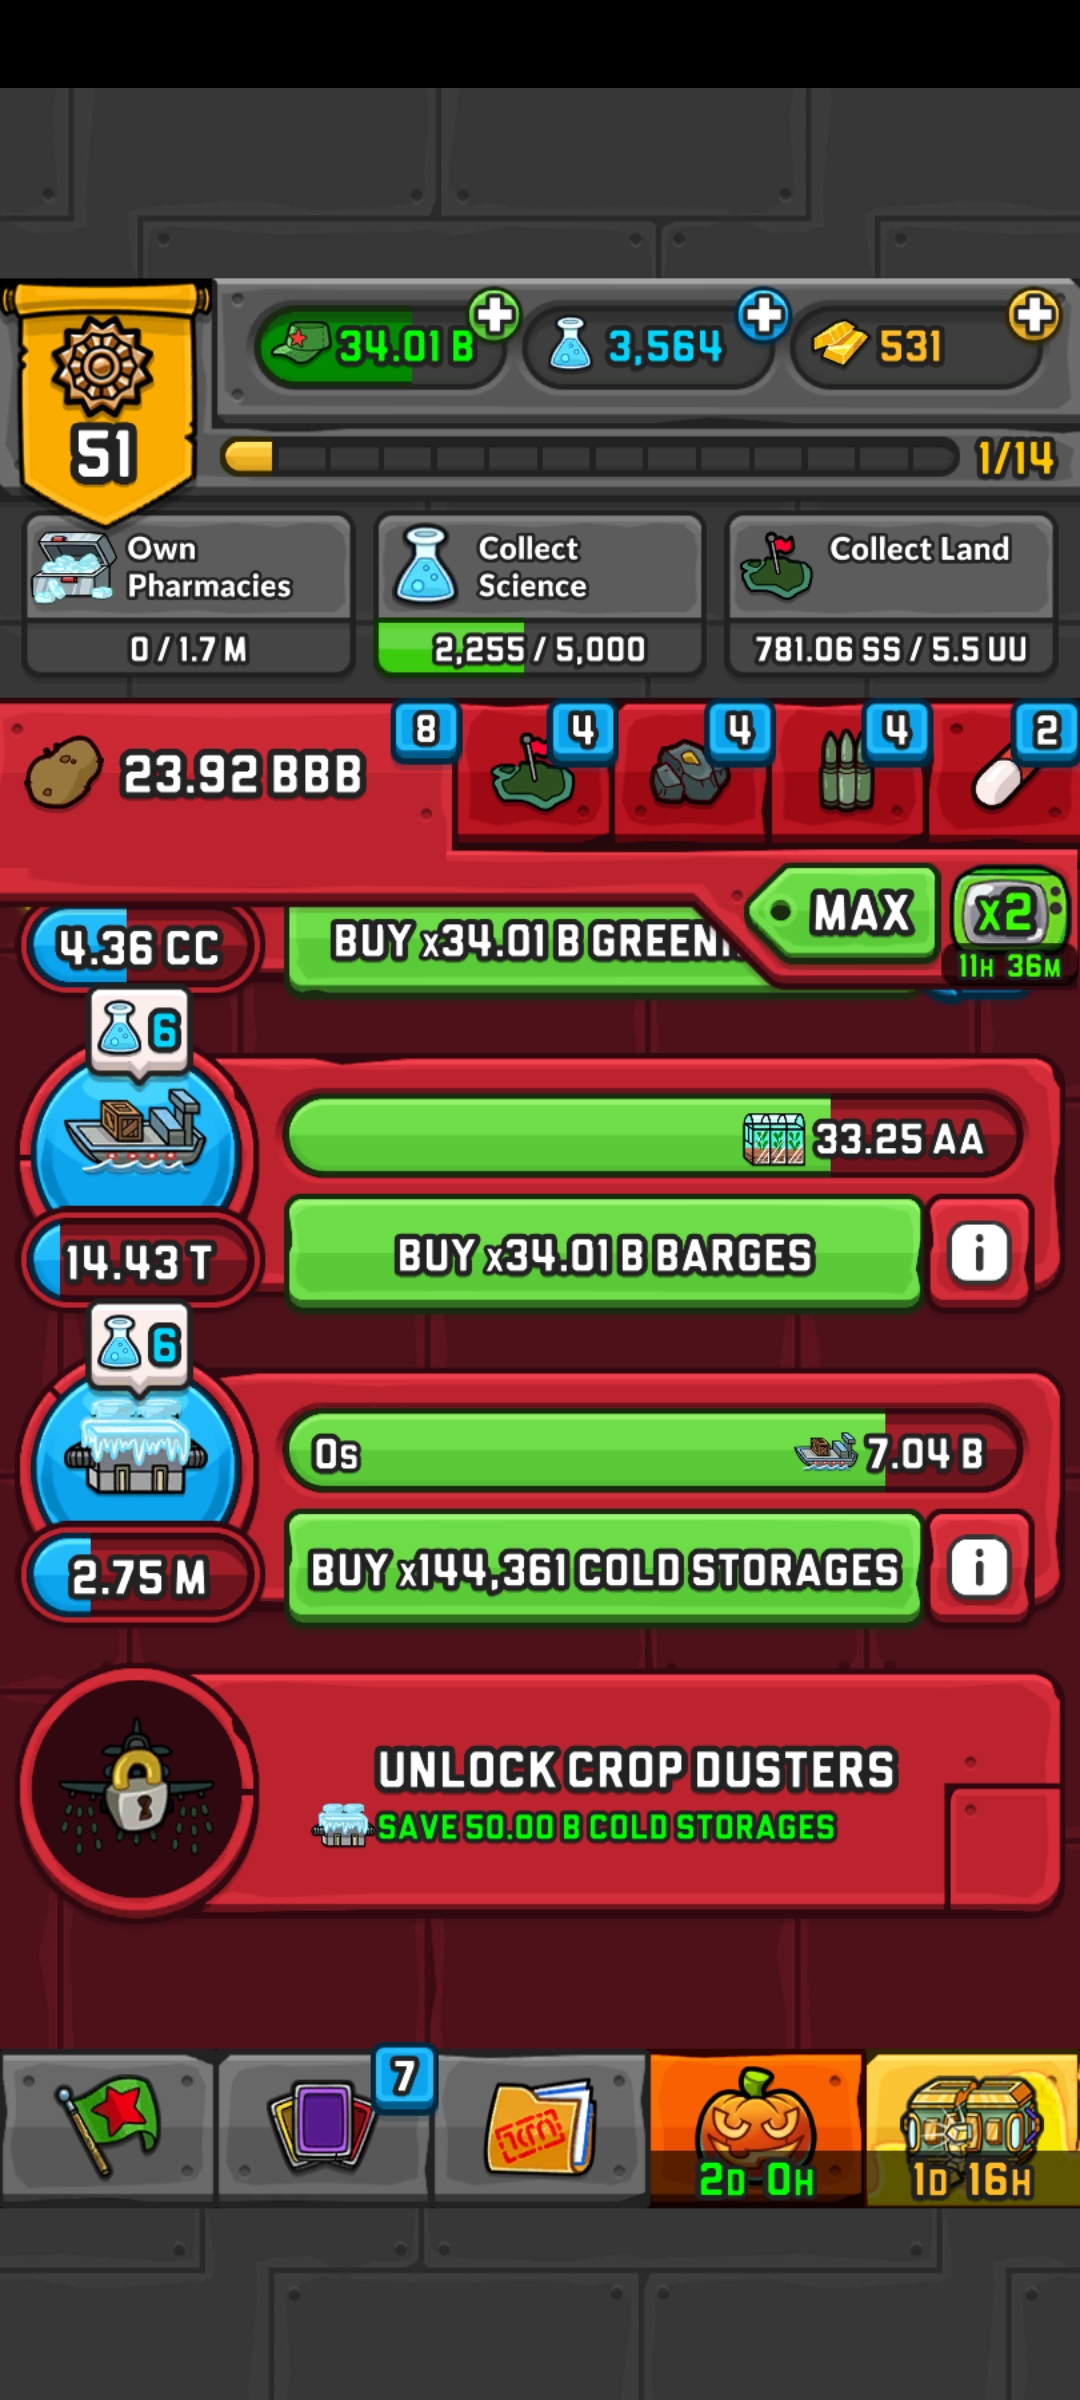 34.01 B
3,564
531
51
1/14
Own
Pharmacies
0 / 1.7 M
Collect
Science
2,255 / 5,000
Collect Land
781.06 SS / 5.5 UU
23.92 BBB
8
4
4
4
2
MAX
x2
11H 36M
4.36 CC
BUY x34.01 B
6
33.25 AA
14.43 T
BUY x34.01 B BARGES
i
6
0s
7.04 B
2.75 M
BUY x144,361 COLD STORAGES
i
UNLOCK CROP DUSTERS
SAVE 50.00 B COLD STORAGES
7
2D 0H
1D 16H